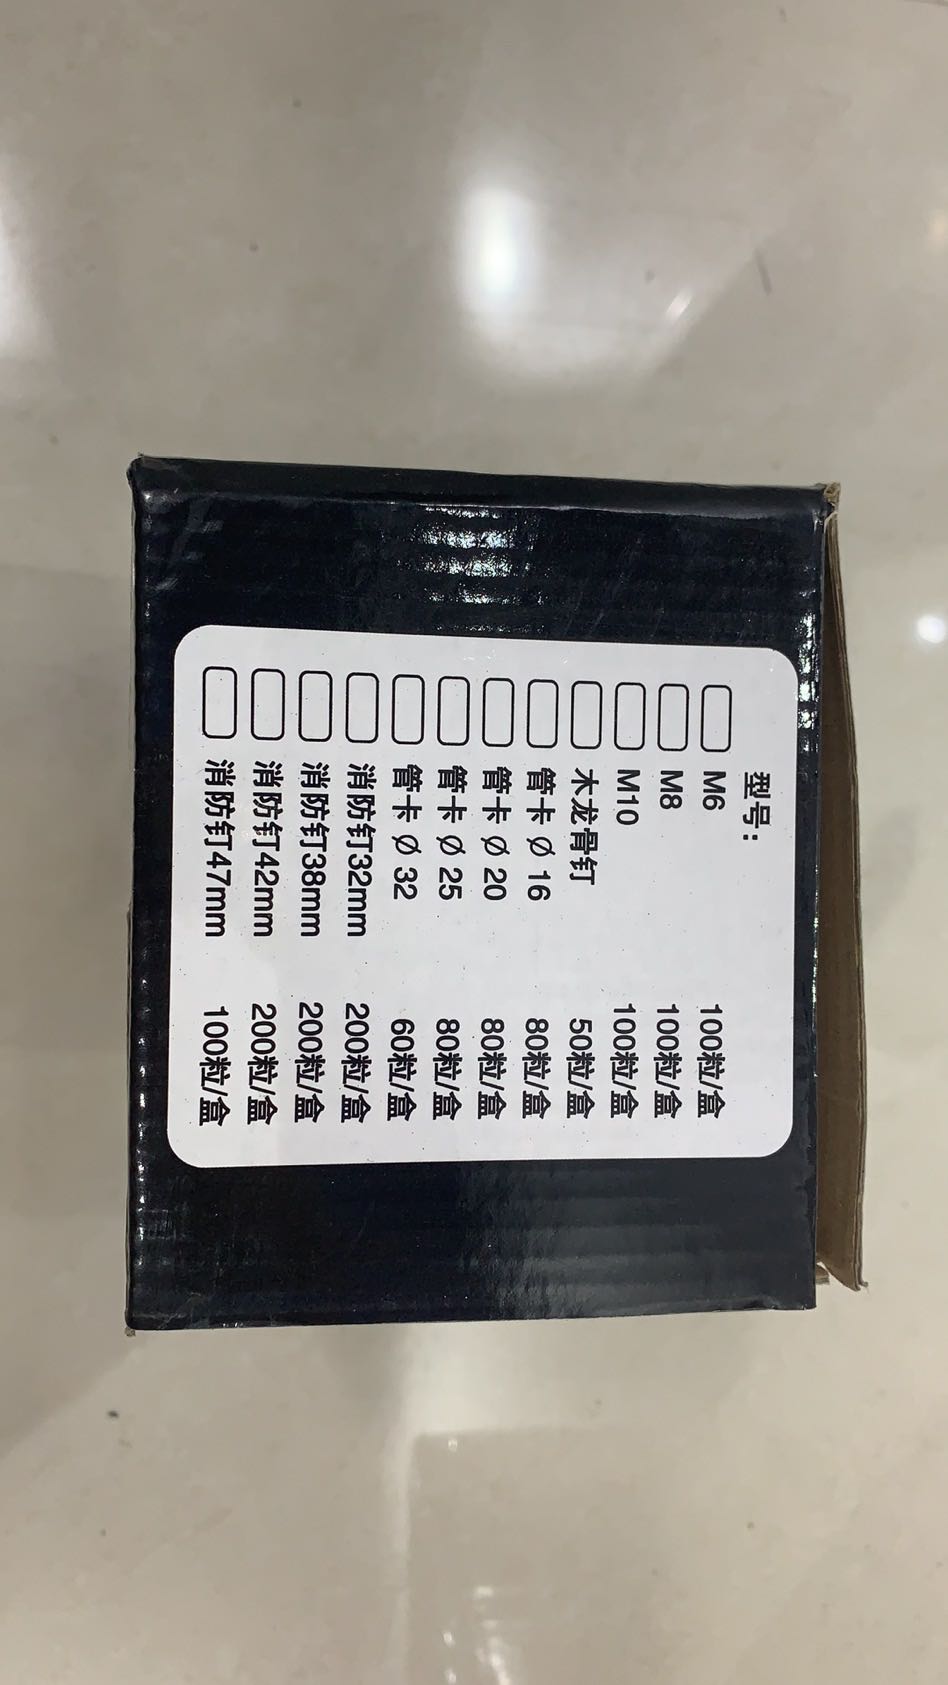 型号:
M6 100粒/盒
M8 100粒/盒
M10 100粒/盒
木龙骨钉 50粒/盒
管卡 Ø 16 80粒/盒
管卡 Ø 20 80粒/盒
管卡 Ø 25 80粒/盒
管卡 Ø 32 60粒/盒
消防钉32mm 200粒/盒
消防钉38mm 200粒/盒
消防钉42mm 200粒/盒
消防钉47mm 100粒/盒